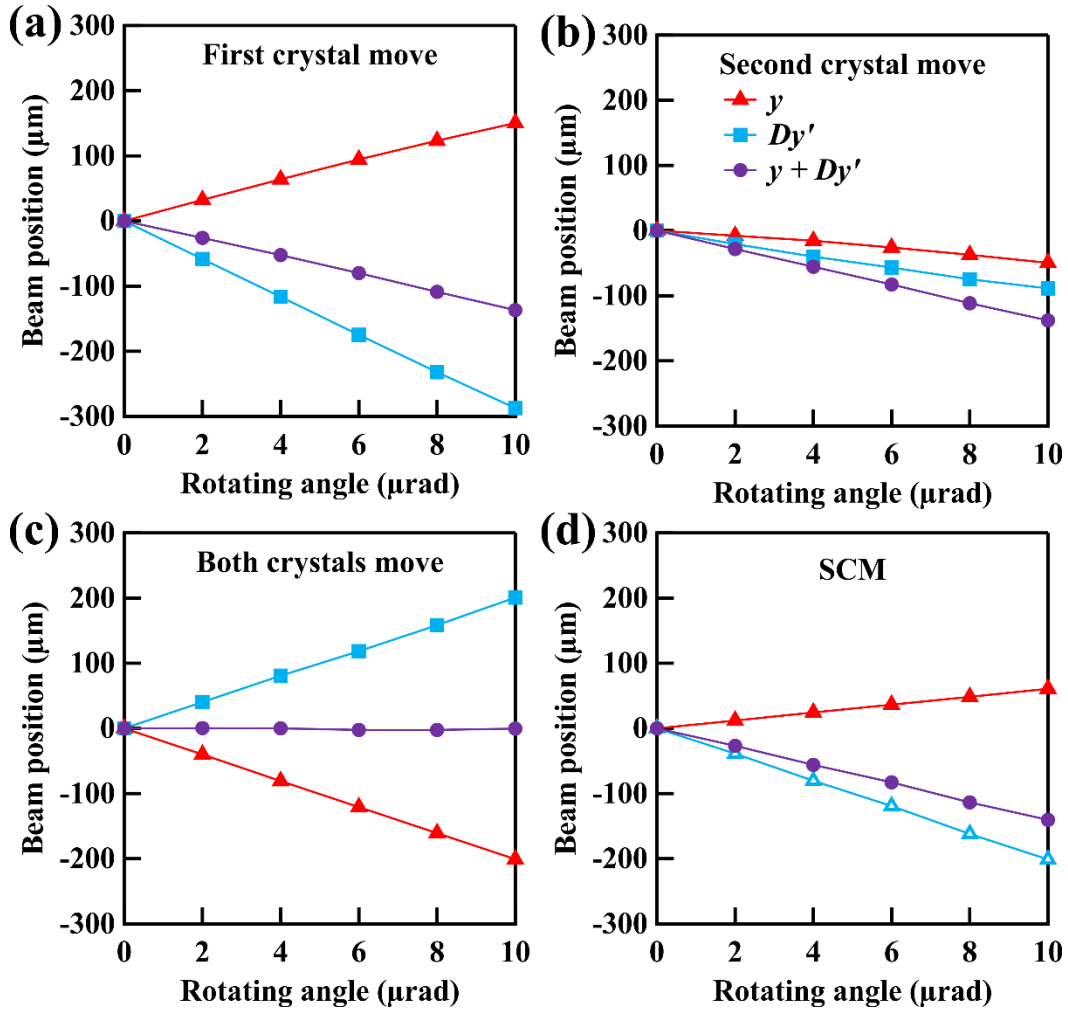 (a)
First crystal move
300
200
100
0
-100
-200
-300
Beam position (µm)
0 2 4 6 8 10
Rotating angle (µrad)
(b)
Second crystal move
y
Dy′
y + Dy′
300
200
100
0
-100
-200
-300
Beam position (µm)
0 2 4 6 8 10
Rotating angle (µrad)
(c)
Both crystals move
300
200
100
0
-100
-200
-300
Beam position (µm)
0 2 4 6 8 10
Rotating angle (µrad)
(d)
SCM
300
200
100
0
-100
-200
-300
Beam position (µm)
0 2 4 6 8 10
Rotating angle (µrad)